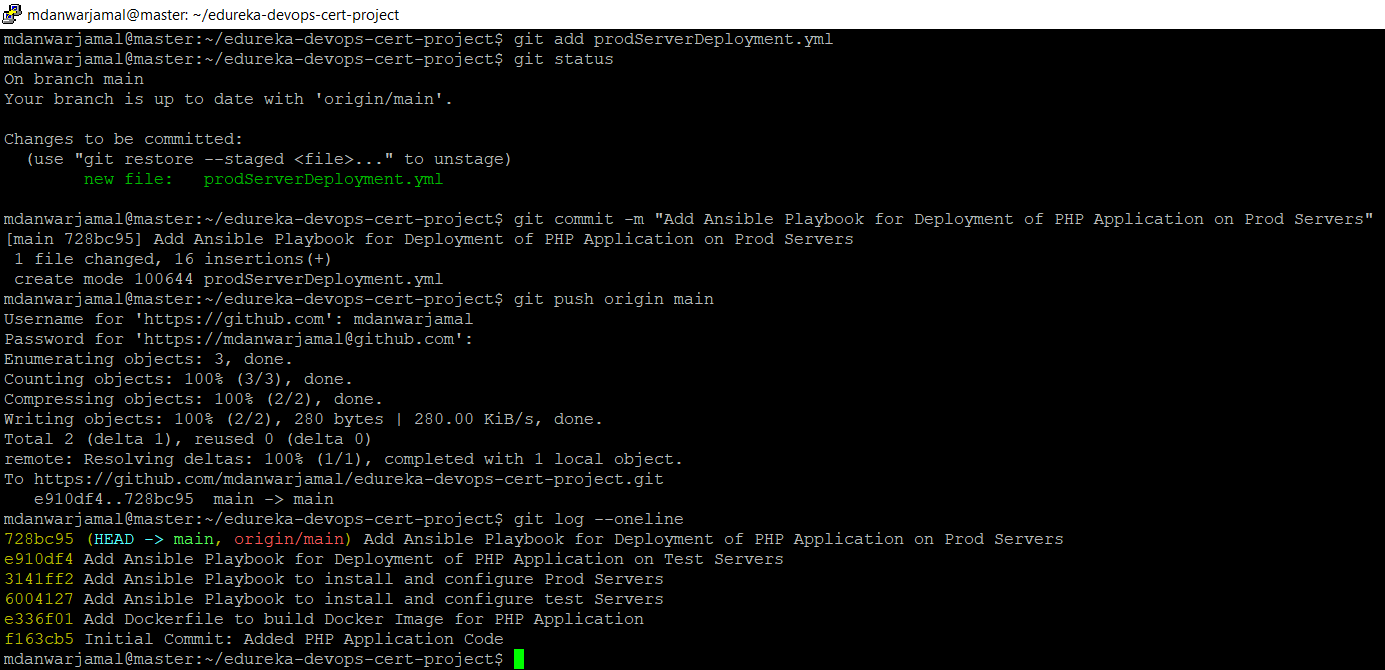 mdanwarjamal@master: ~/edureka-devops-cert-project
mdanwarjamal@master:~/edureka-devops-cert-project$ git add prodServerDeployment.yml
mdanwarjamal@master:~/edureka-devops-cert-project$ git status
On branch main
Your branch is up to date with 'origin/main'.
Changes to be committed:
  (use "git restore --staged <file>..." to unstage)
        new file:   prodServerDeployment.yml
mdanwarjamal@master:~/edureka-devops-cert-project$ git commit -m "Add Ansible Playbook for Deployment of PHP Application on Prod Servers"
[main 728bc95] Add Ansible Playbook for Deployment of PHP Application on Prod Servers
 1 file changed, 16 insertions(+)
 create mode 100644 prodServerDeployment.yml
mdanwarjamal@master:~/edureka-devops-cert-project$ git push origin main
Username for 'https://github.com': mdanwarjamal
Password for 'https://mdanwarjamal@github.com':
Enumerating objects: 3, done.
Counting objects: 100% (3/3), done.
Compressing objects: 100% (2/2), done.
Writing objects: 100% (2/2), 280 bytes | 280.00 KiB/s, done.
Total 2 (delta 1), reused 0 (delta 0)
remote: Resolving deltas: 100% (1/1), completed with 1 local object.
To https://github.com/mdanwarjamal/edureka-devops-cert-project.git
   e910df4..728bc95  main -> main
mdanwarjamal@master:~/edureka-devops-cert-project$ git log --oneline
728bc95 (HEAD -> main, origin/main) Add Ansible Playbook for Deployment of PHP Application on Prod Servers
e910df4 Add Ansible Playbook for Deployment of PHP Application on Test Servers
3141ff2 Add Ansible Playbook to install and configure Prod Servers
6004127 Add Ansible Playbook to install and configure test Servers
e336f01 Add Dockerfile to build Docker Image for PHP Application
f163cb5 Initial Commit: Added PHP Application Code
mdanwarjamal@master:~/edureka-devops-cert-project$